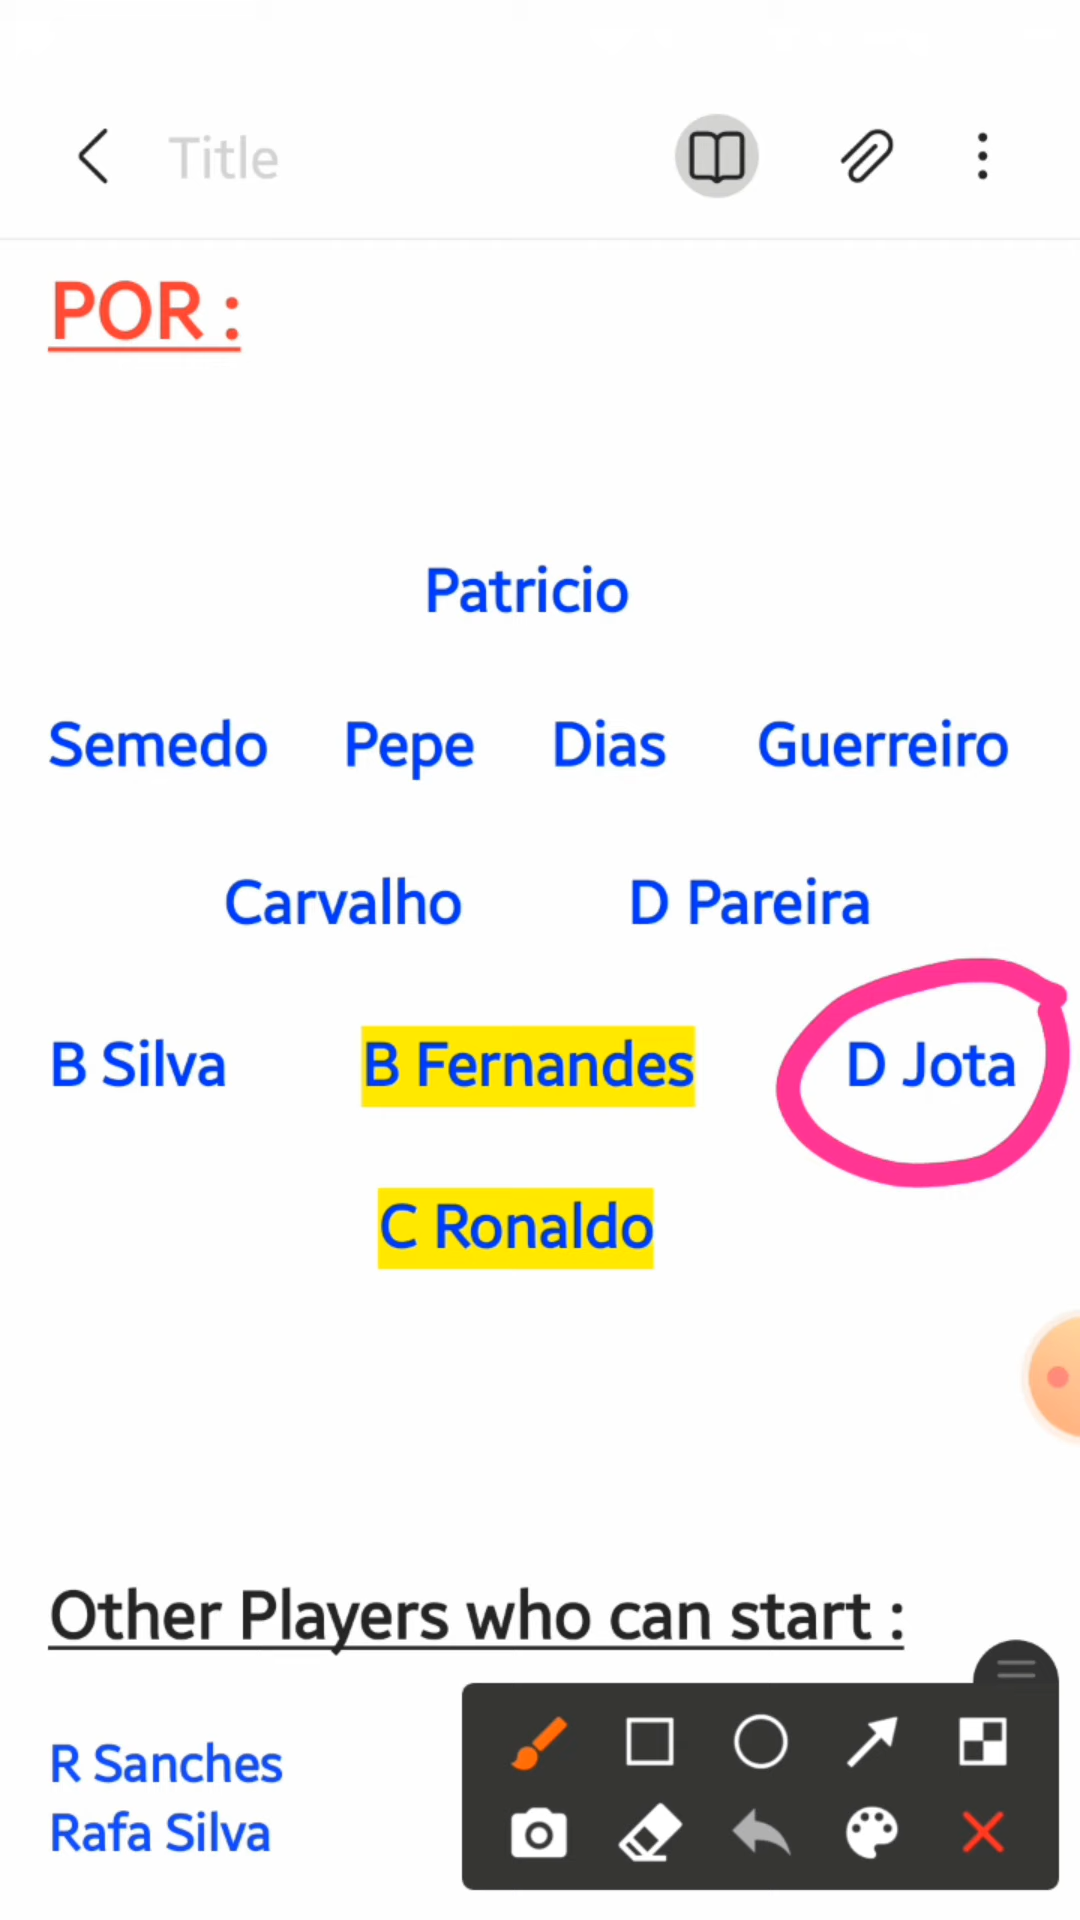 Title
POR :
Patricio
Semedo Pepe Dias Guerreiro
Carvalho D Pareira
B Silva B Fernandes D Jota
C Ronaldo
Other Players who can start :
R Sanches
Rafa Silva